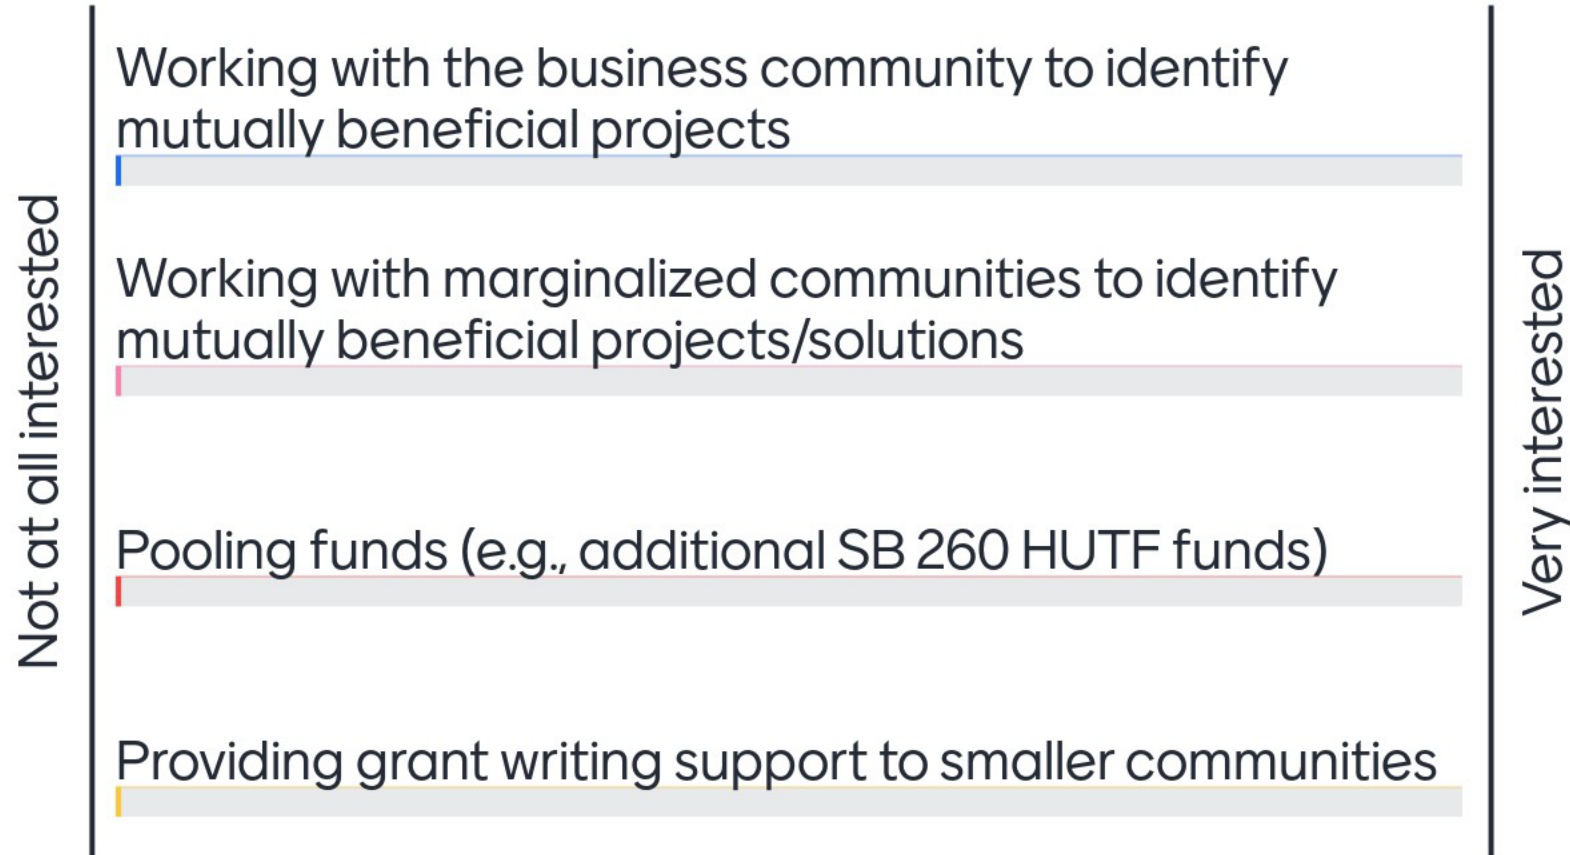 Not at all interested
Working with the business community to identify
mutually beneficial projects
Working with marginalized communities to identify
mutually beneficial projects/solutions
Pooling funds (e.g., additional SB 260 HUTF funds)
Providing grant writing support to smaller communities
Very interested